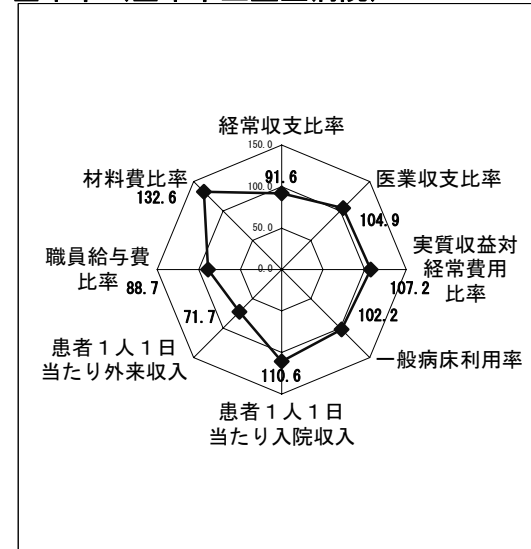 経常収支比率
150.0
91.6
100.0
50.0
0.0
医業収支比率
104.9
実質収益対
経常費用
比率
107.2
102.2
一般病床利用率
110.6
患者１人１日
当たり入院収入
71.7
患者１人１日
当たり外来収入
職員給与費
比率
88.7
材料費比率
132.6